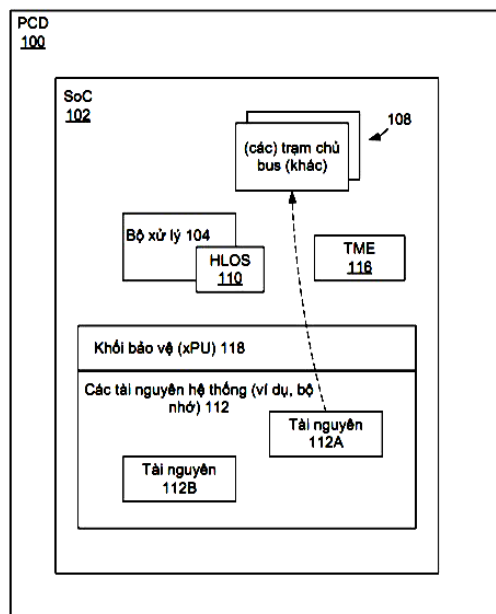 PCD
100
SoC
102
108
(các) trạm chủ
bus (khác)
Bộ xử lý 104
HLOS
110
TME
116
Khối bảo vệ (xPU) 118
Các tài nguyên hệ thống (ví dụ, bộ
nhớ) 112
Tài nguyên
112A
Tài nguyên
112B